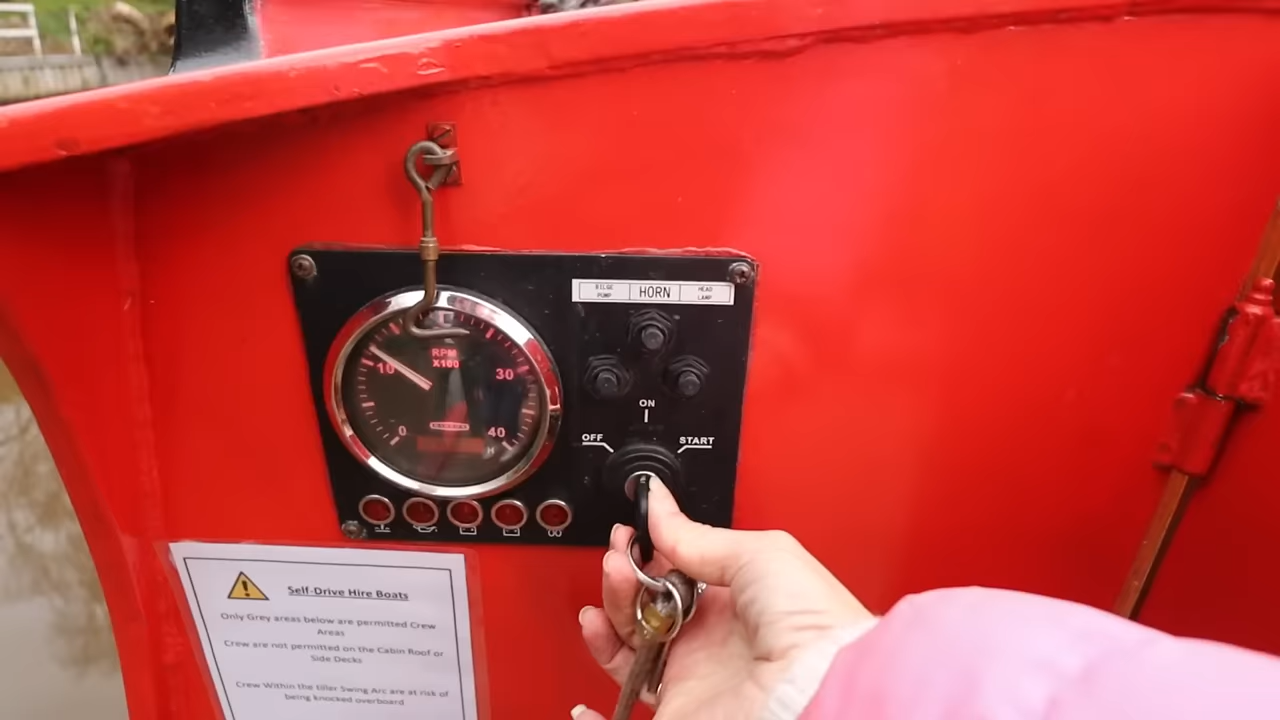 BILGE
PUMP
HORN
HEAD
LAMP
RPM
X100
10
30
0
40
ON
OFF
START
Self-Drive Hire Boats
Only Grey areas below are permitted Crew
Areas
Crew are not permitted on the Cabin Roof or
Side Decks
Crew Within the tiller Swing Arc are at risk of
being knocked overboard